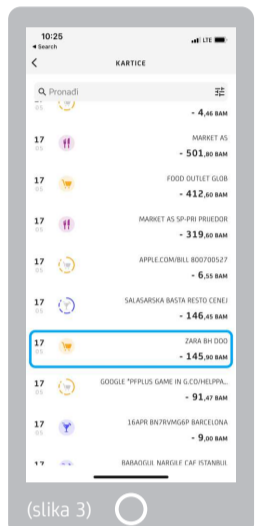 10:25
LTE
◀ Search
KARTICE
Pronađi
05
- 4,46 BAM
17
05
MARKET AS
- 501,80 BAM
17
05
FOOD OUTLET GLOB
- 412,60 BAM
17
05
MARKET AS SP-PRI PRIJEDOR
- 319,60 BAM
17
05
APPLE.COM/BILL 800700527
- 6,55 BAM
17
05
SALASARSKA BASTA RESTO CENEJ
- 146,45 BAM
17
05
ZARA BH DOO
- 145,90 BAM
17
05
GOOGLE *PFPLUS GAME IN G.CO/HELPPA...
- 91,47 BAM
17
05
16APR BN7RVMG6P BARCELONA
- 9,00 BAM
17
BABAOGUL NARGILE CAF ISTANBUL
(slika 3)